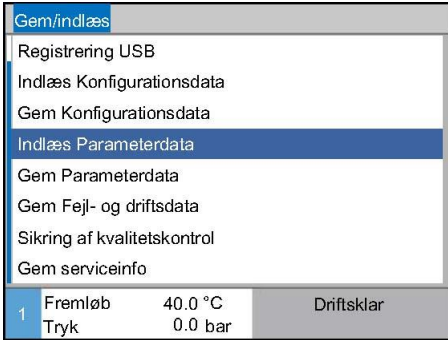 Gem/indlæs
Registrering USB
Indlæs Konfigurationsdata
Gem Konfigurationsdata
Indlæs Parameterdata
Gem Parameterdata
Gem Fejl- og driftsdata
Sikring af kvalitetskontrol
Gem serviceinfo
1 Fremløb 40.0 °C Driftsklar
Tryk 0.0 bar